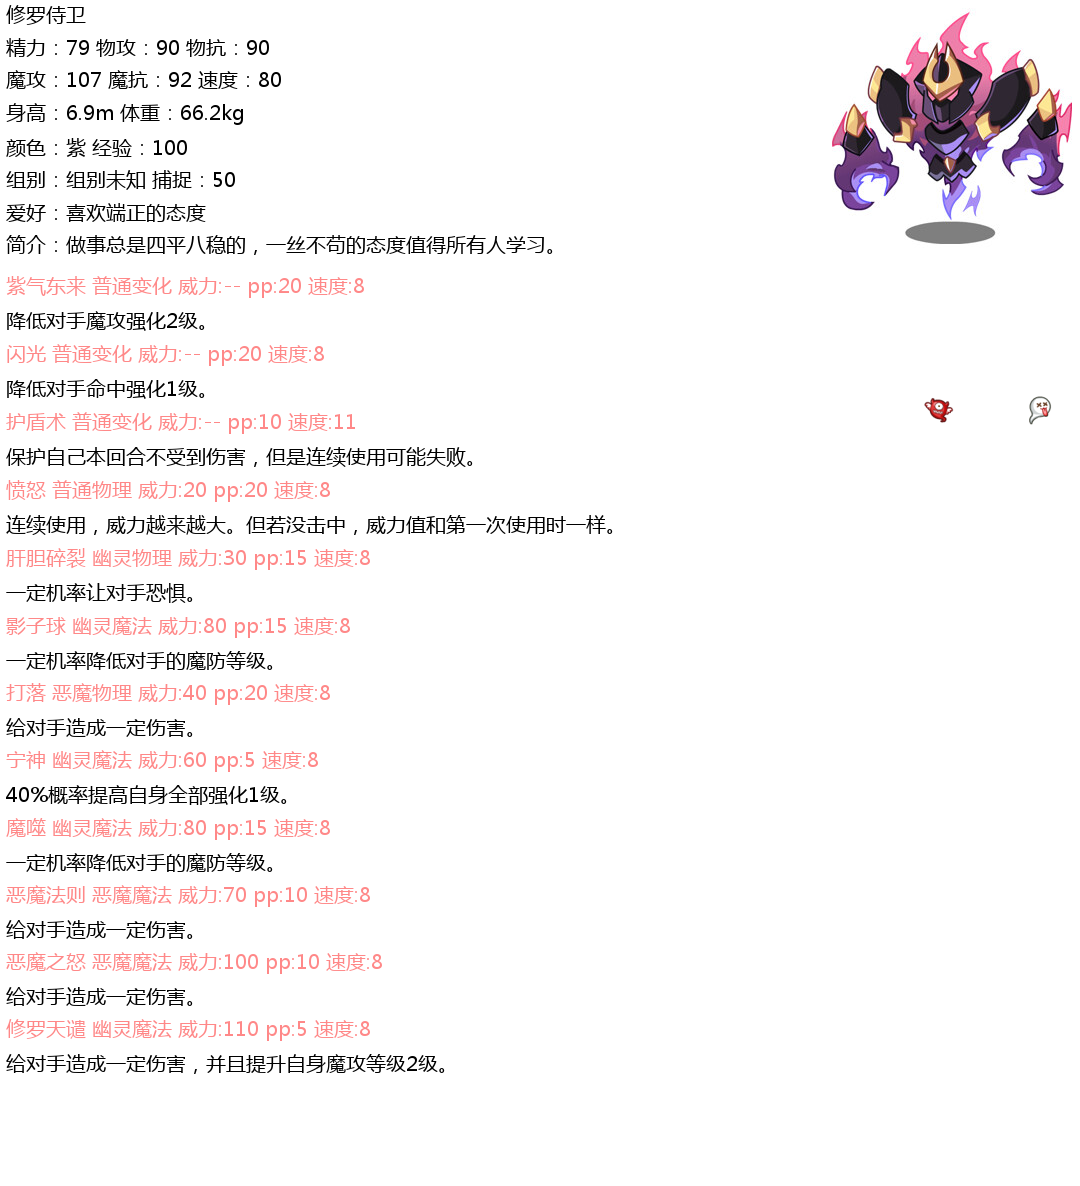 修罗侍卫
精力：79 物攻：90 物抗：90
魔攻：107 魔抗：92 速度：80
身高：6.9m 体重：66.2kg
颜色：紫 经验：100
组别：组别未知 捕捉：50
爱好：喜欢端正的态度
简介：做事总是四平八稳的，一丝不苟的态度值得所有人学习。
紫气东来 普通变化 威力:-- pp:20 速度:8
降低对手魔攻强化2级。
闪光 普通变化 威力:-- pp:20 速度:8
降低对手命中强化1级。
护盾术 普通变化 威力:-- pp:10 速度:11
保护自己本回合不受到伤害，但是连续使用可能失败。
愤怒 普通物理 威力:20 pp:20 速度:8
连续使用，威力越来越大。但若没击中，威力值和第一次使用时一样。
肝胆碎裂 幽灵物理 威力:30 pp:15 速度:8
一定机率让对手恐惧。
影子球 幽灵魔法 威力:80 pp:15 速度:8
一定机率降低对手的魔防等级。
打落 恶魔物理 威力:40 pp:20 速度:8
给对手造成一定伤害。
宁神 幽灵魔法 威力:60 pp:5 速度:8
40%概率提高自身全部强化1级。
魔噬 幽灵魔法 威力:80 pp:15 速度:8
一定机率降低对手的魔防等级。
恶魔法则 恶魔魔法 威力:70 pp:10 速度:8
给对手造成一定伤害。
恶魔之怒 恶魔魔法 威力:100 pp:10 速度:8
给对手造成一定伤害。
修罗天谴 幽灵魔法 威力:110 pp:5 速度:8
给对手造成一定伤害，并且提升自身魔攻等级2级。